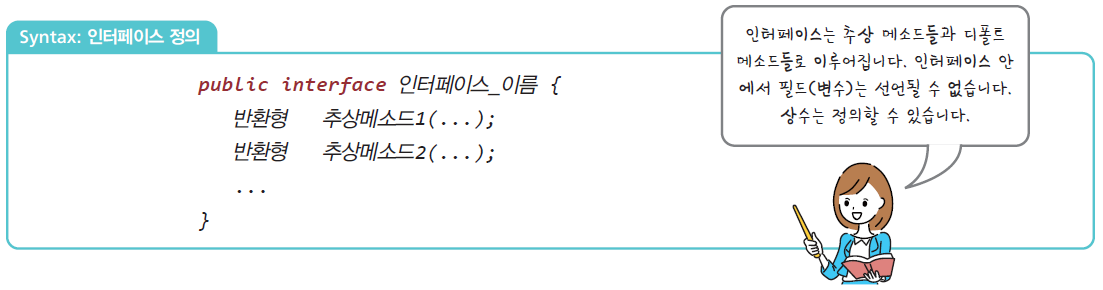 Syntax: 인터페이스 정의
public interface 인터페이스_이름 {
반환형 추상메소드1(...);
반환형 추상메소드2(...);
...
}
인터페이스는 추상 메소드들과 디폴트
메소드들로 이루어집니다. 인터페이스 안
에서 필드(변수)는 선언될 수 없습니다.
상수는 정의할 수 있습니다.